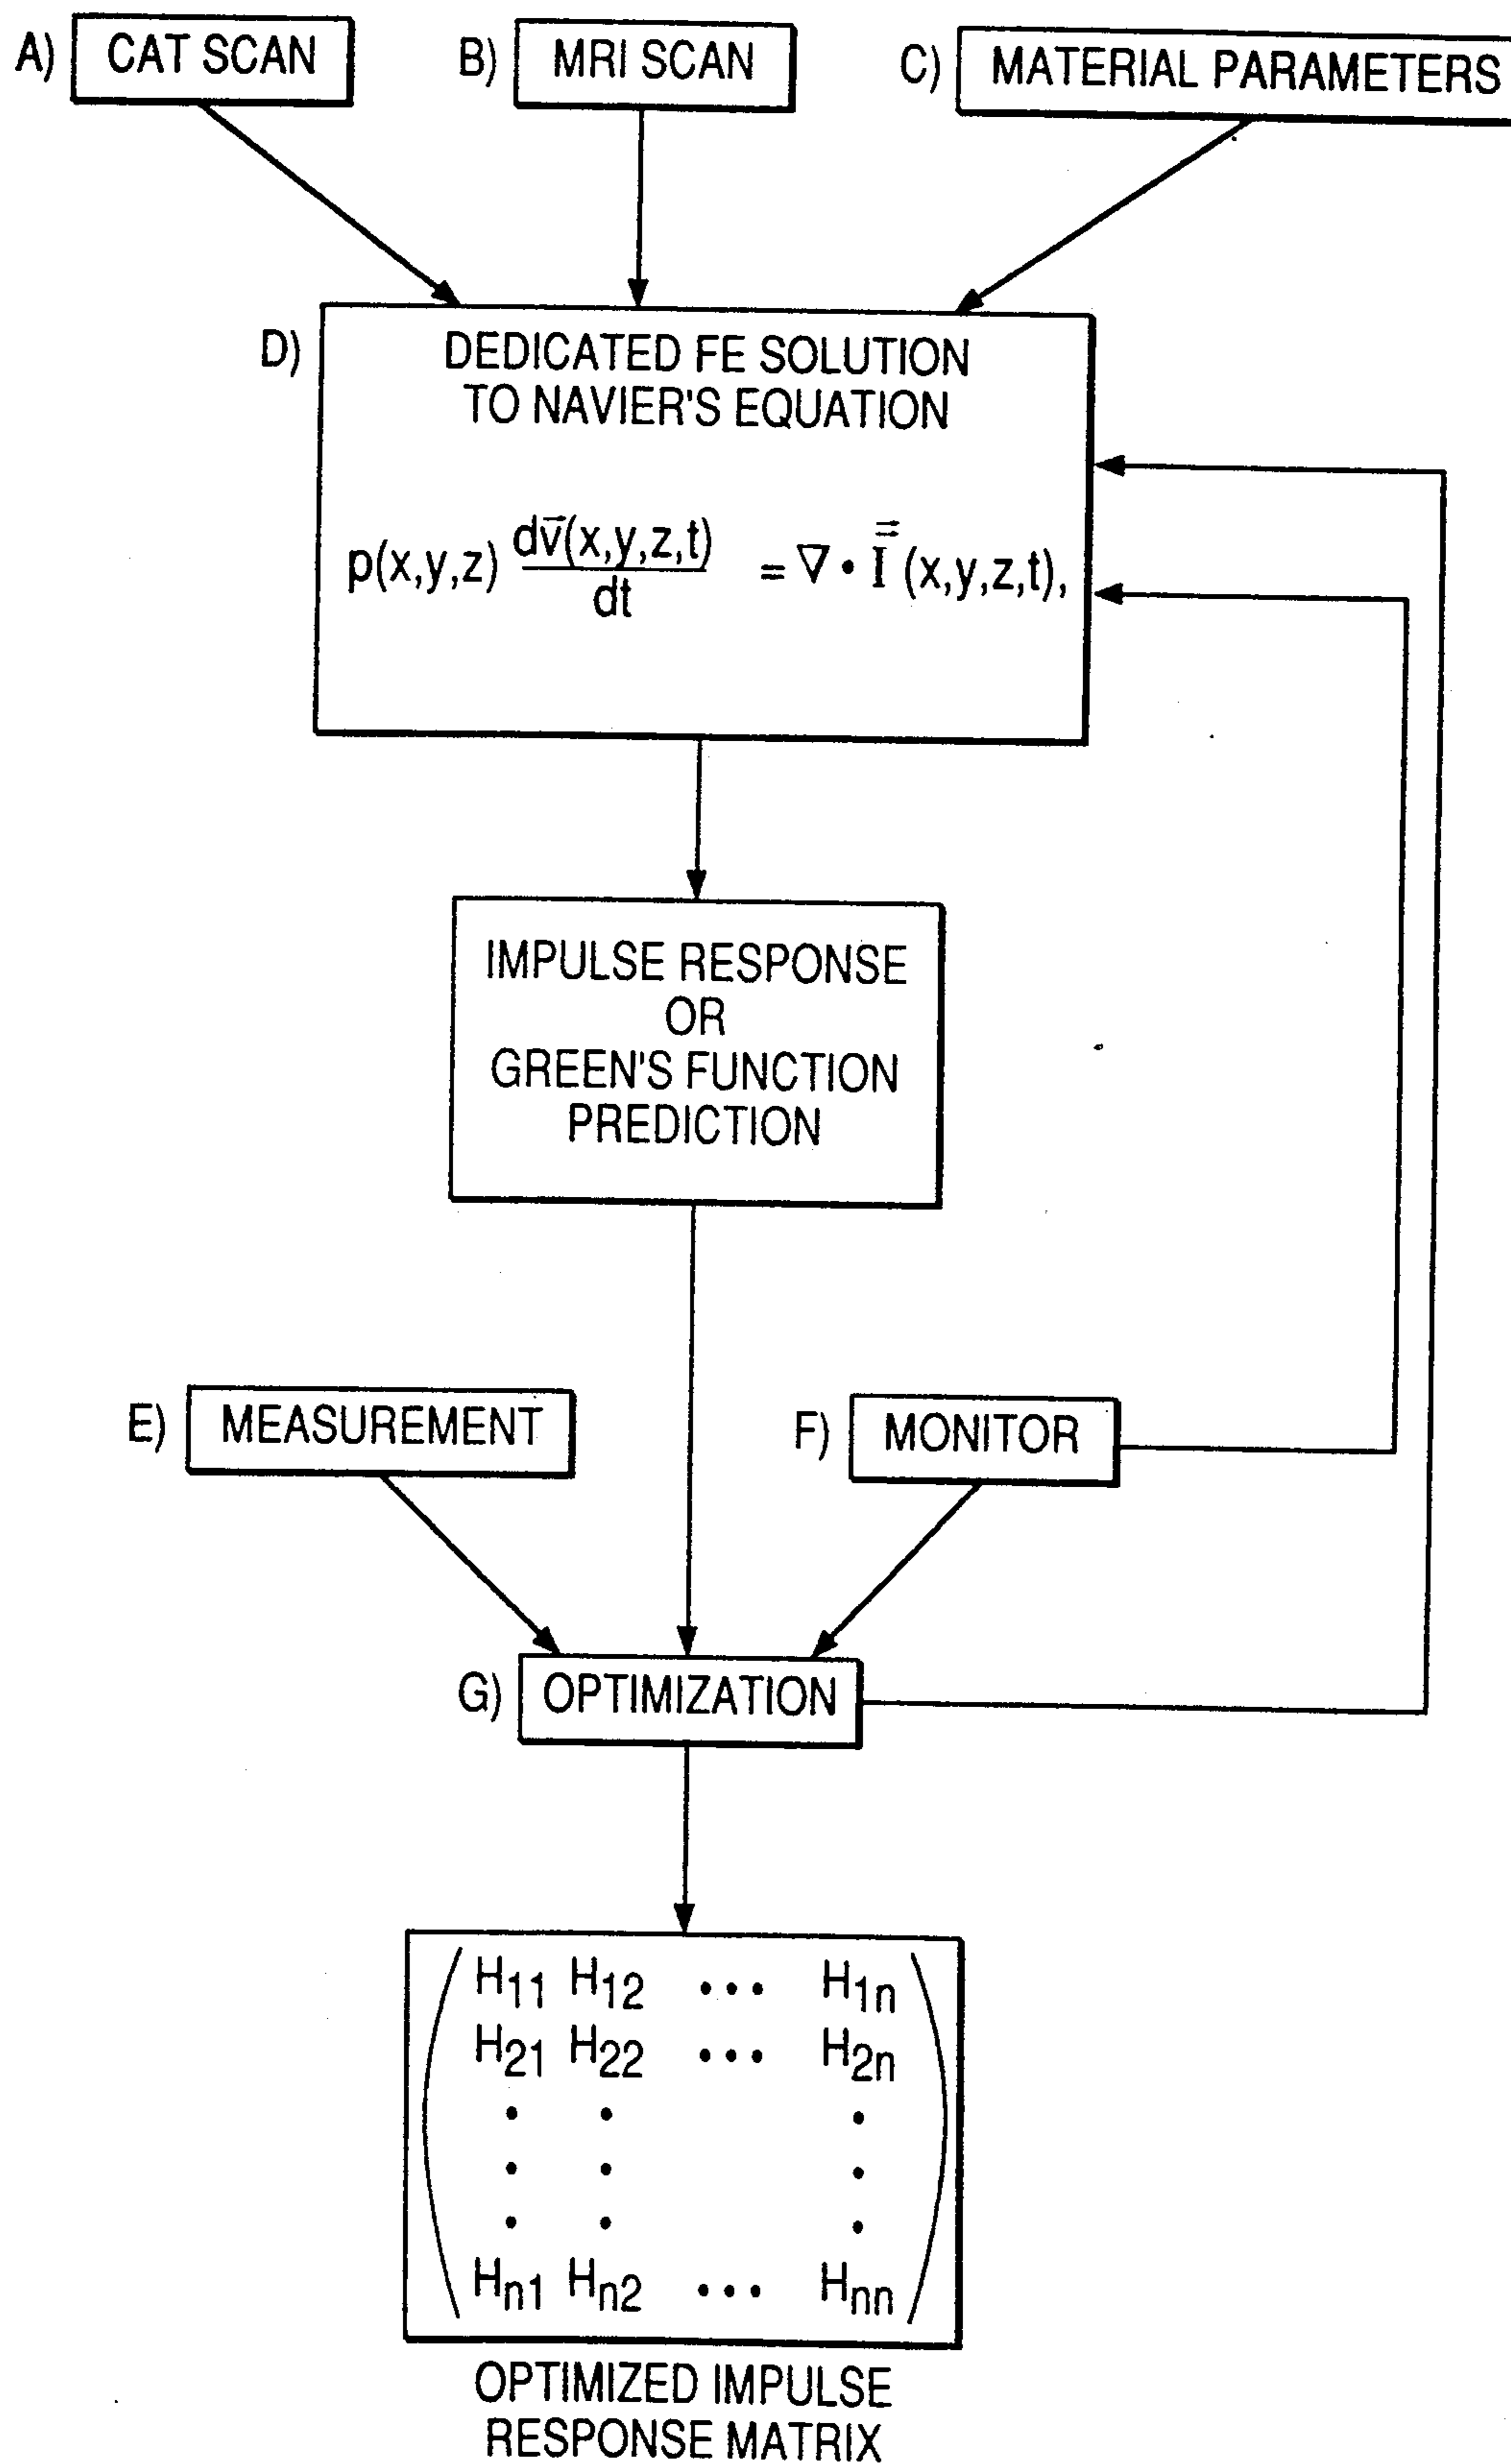 A) CAT SCAN
B) MRI SCAN
C) MATERIAL PARAMETERS
D) DEDICATED FE SOLUTION
TO NAVIER'S EQUATION
p(x,y,z) dv⃗(x,y,z,t)/dt = ∇ • I⃗ (x,y,z,t),
IMPULSE RESPONSE
OR
GREEN'S FUNCTION
PREDICTION
E) MEASUREMENT
F) MONITOR
G) OPTIMIZATION
H11 H12 ••• H1n
H21 H22 ••• H2n
• • •
• • •
• • •
Hn1 Hn2 ••• Hnn
OPTIMIZED IMPULSE
RESPONSE MATRIX